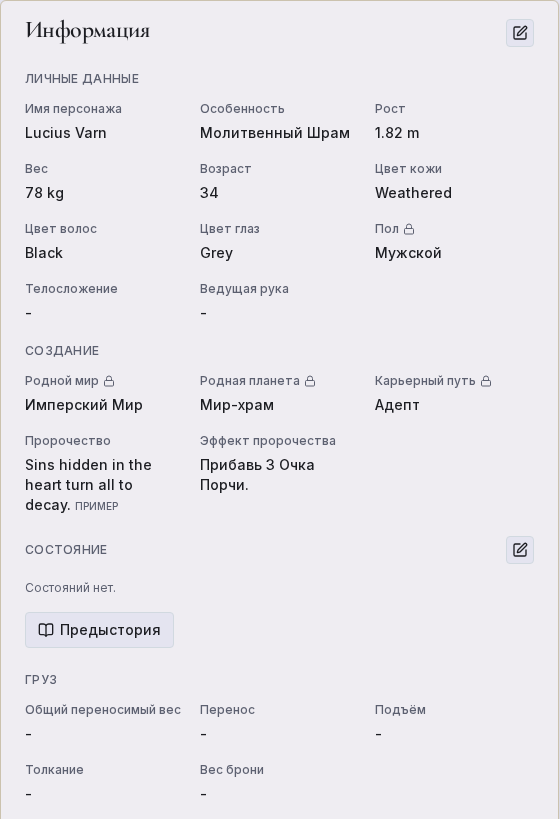 Информация
ЛИЧНЫЕ ДАННЫЕ
Имя персонажа
Lucius Varn
Особенность
Молитвенный Шрам
Рост
1.82 m
Вес
78 kg
Возраст
34
Цвет кожи
Weathered
Цвет волос
Black
Цвет глаз
Grey
Пол
Мужской
Телосложение
-
Ведущая рука
-
СОЗДАНИЕ
Родной мир
Имперский Мир
Родная планета
Мир-храм
Карьерный путь
Адепт
Пророчество
Sins hidden in the
heart turn all to
decay. ПРИМЕР
Эффект пророчества
Прибавь 3 Очка
Порчи.
СОСТОЯНИЕ
Состояний нет.
Предыстория
ГРУЗ
Общий переносимый вес
-
Перенос
-
Подъём
-
Толкание
-
Вес брони
-